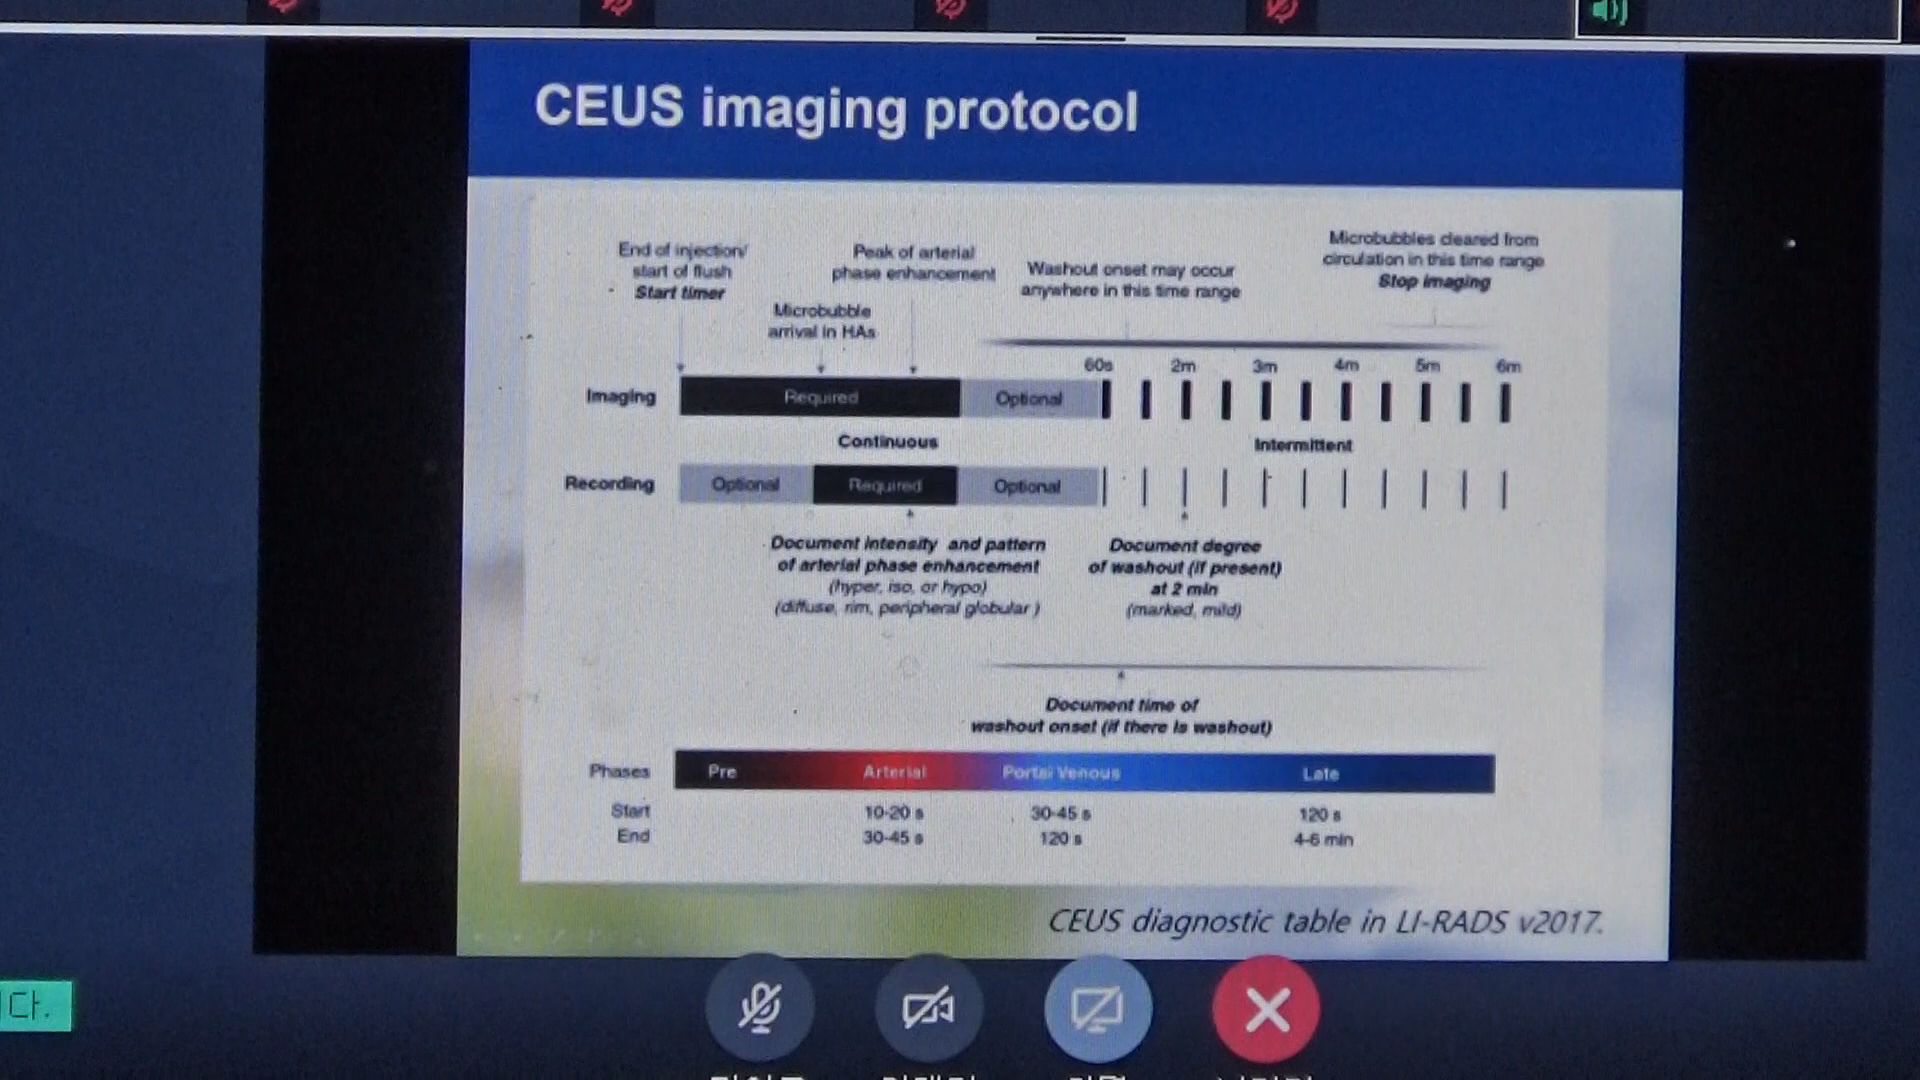 CEUS imaging protocol
End of injection/
start of flush
Start timer
Peak of arterial
phase enhancement
Microbubble
arrival in HAs
Washout onset may occur
anywhere in this time range
Microbubbles cleared from
circulation in this time range
Stop imaging
60s 2m 3m 4m 5m 6m
Imaging Required Optional
Continuous Intermittent
Recording Optional Required Optional
Document intensity and pattern
of arterial phase enhancement
(hyper, iso, or hypo)
(diffuse, rim, peripheral globular )
Document degree
of washout (if present)
at 2 min
(marked, mild)
Document time of
washout onset (if there is washout)
Phases Pre Arterial Portal Venous Late
Start 10-20 s 30-45 s 120 s
End 30-45 s 120 s 4-6 min
CEUS diagnostic table in LI-RADS v2017.
다.